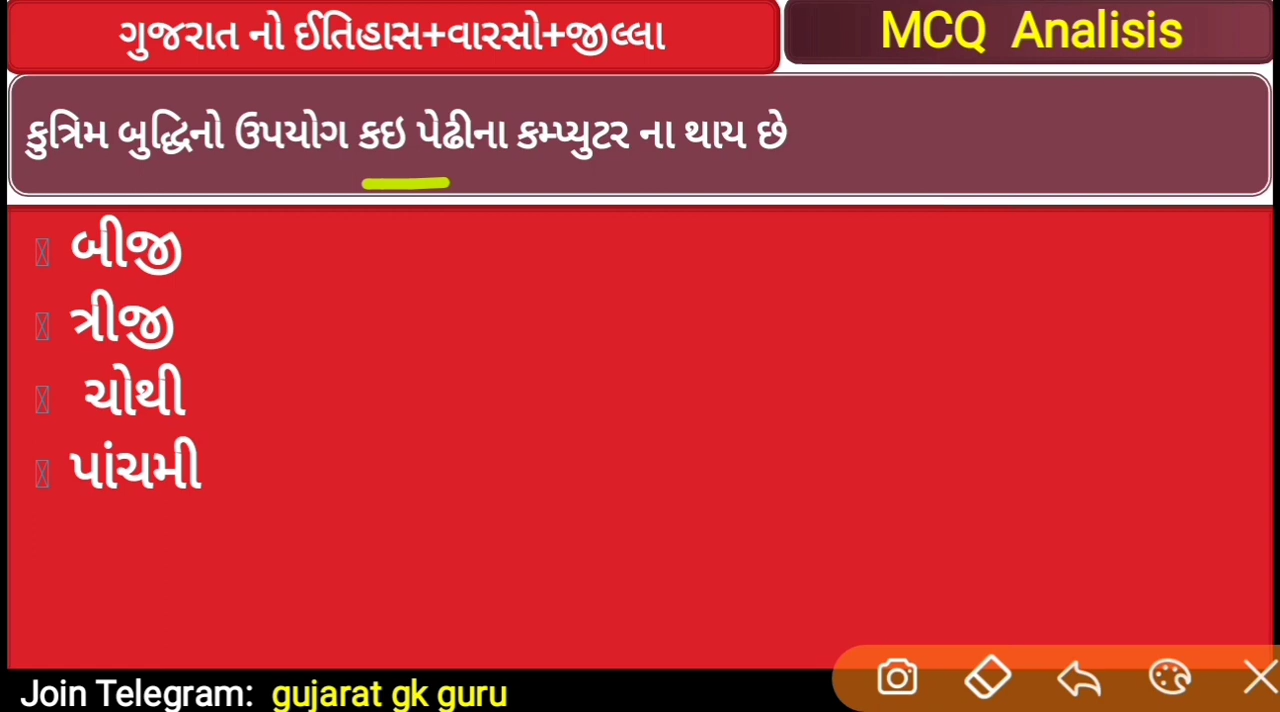 ગુજરાત નો ઈતિહાસ+વારસો+જીલ્લા
MCQ Analisis
કુત્રિમ બુદ્ધિનો ઉપયોગ કઇ પેઢીના કમ્પ્યુટર ના થાય છે
બીજી
ત્રીજી
ચોથી
પાંચમી
Join Telegram: gujarat gk guru